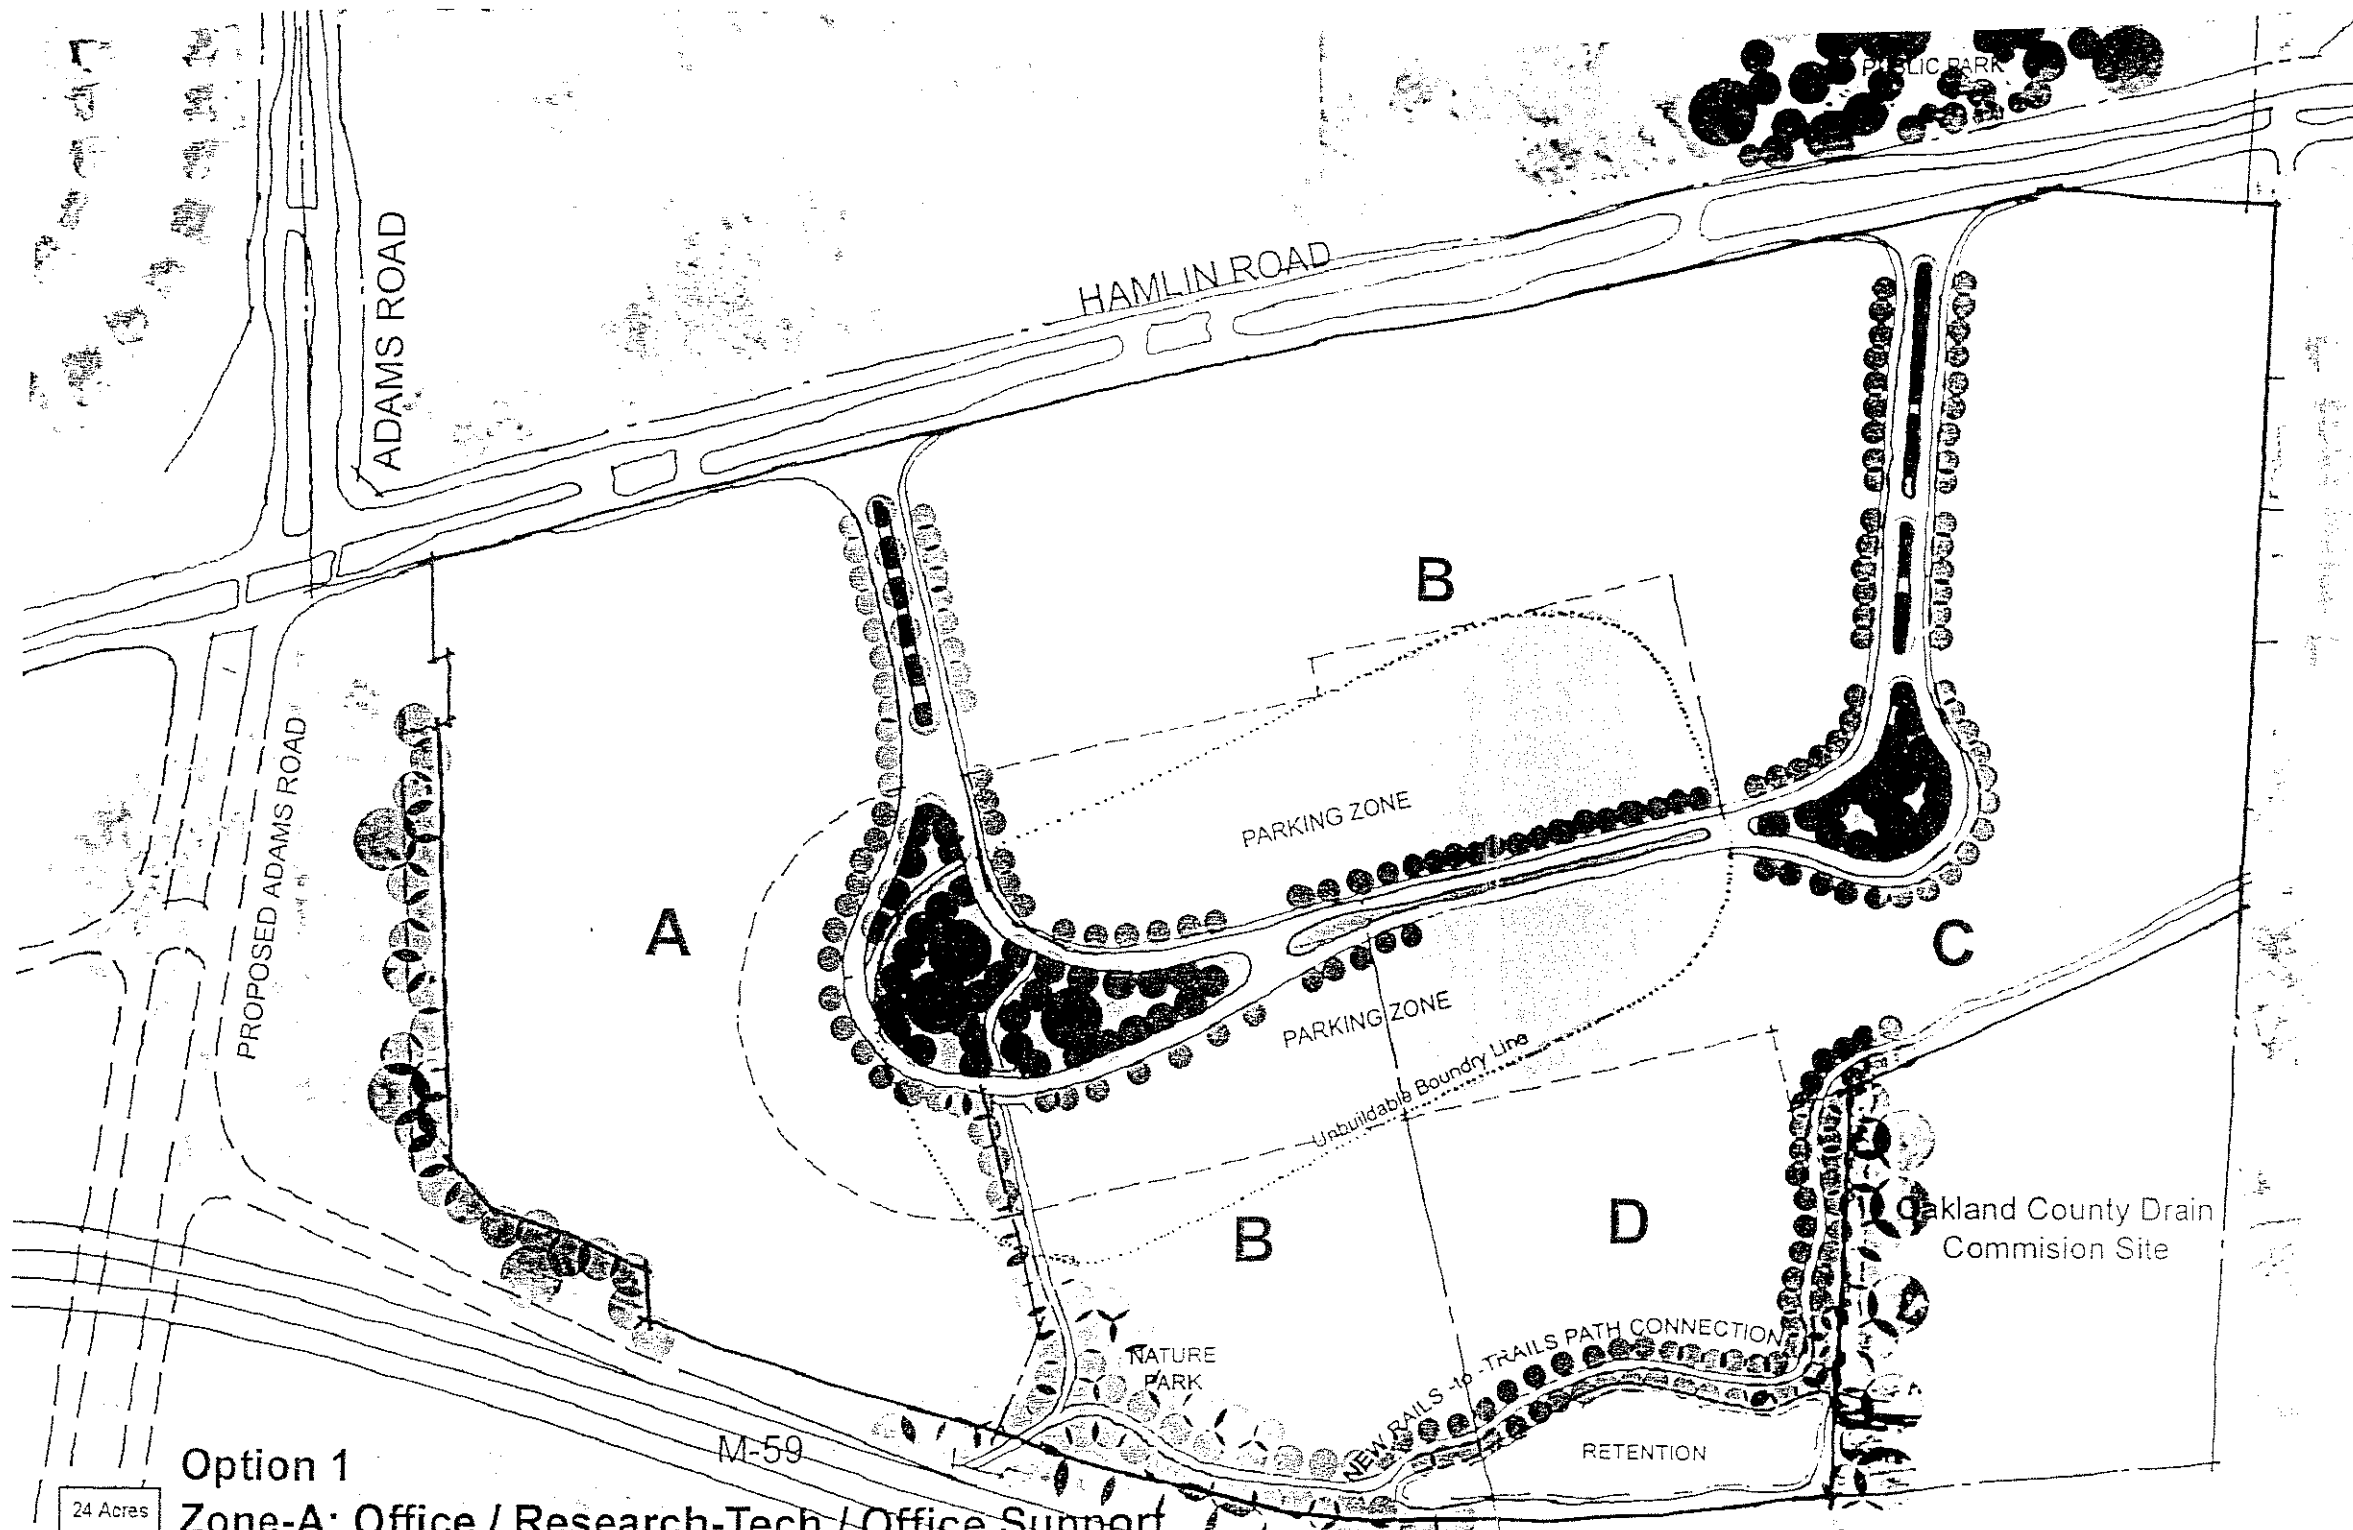 PUBLIC PARK
HAMLIN ROAD
ADAMS ROAD
B
PROPOSED ADAMS ROAD
PARKING ZONE
A
C
PARKING ZONE
Unbuildable Boundry Line
D
B
Oakland County Drain
Commision Site
NEW RAILS -to -TRAILS PATH CONNECTION
NATURE
PARK
M-59
RETENTION
Option 1
24 Acres
Zone-A: Office / Research-Tech / Office Support